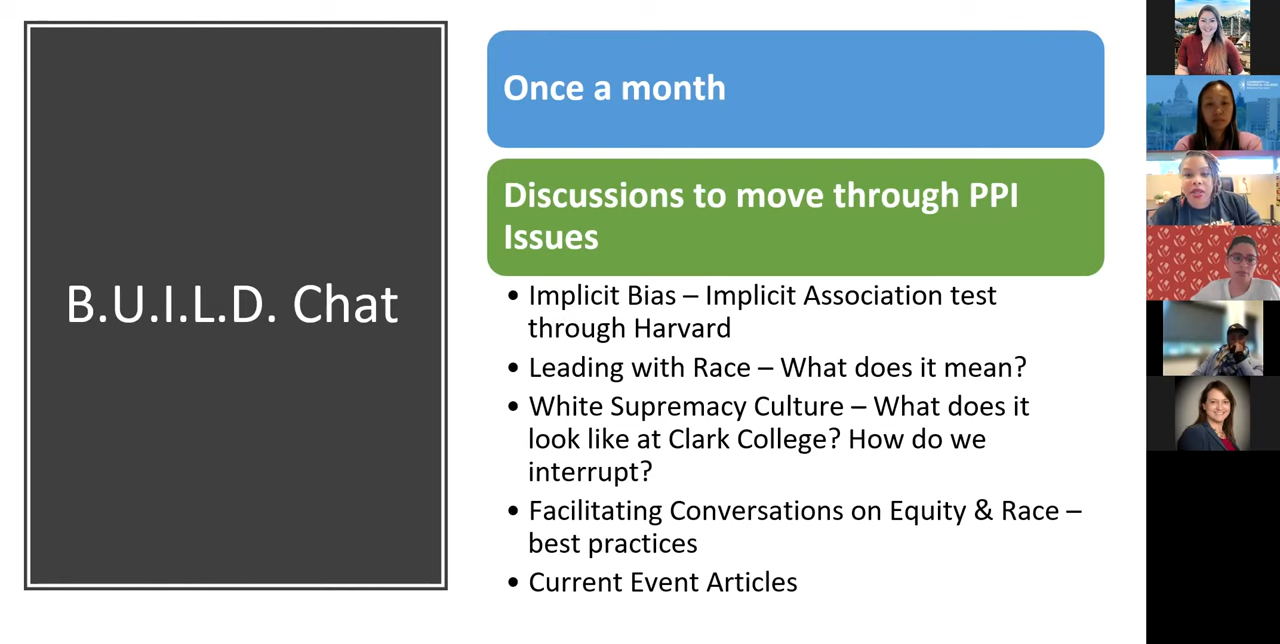 B.U.I.L.D. Chat
Once a month
Discussions to move through PPI
Issues
• Implicit Bias – Implicit Association test
through Harvard
• Leading with Race – What does it mean?
• White Supremacy Culture – What does it
look like at Clark College? How do we
interrupt?
• Facilitating Conversations on Equity & Race –
best practices
• Current Event Articles